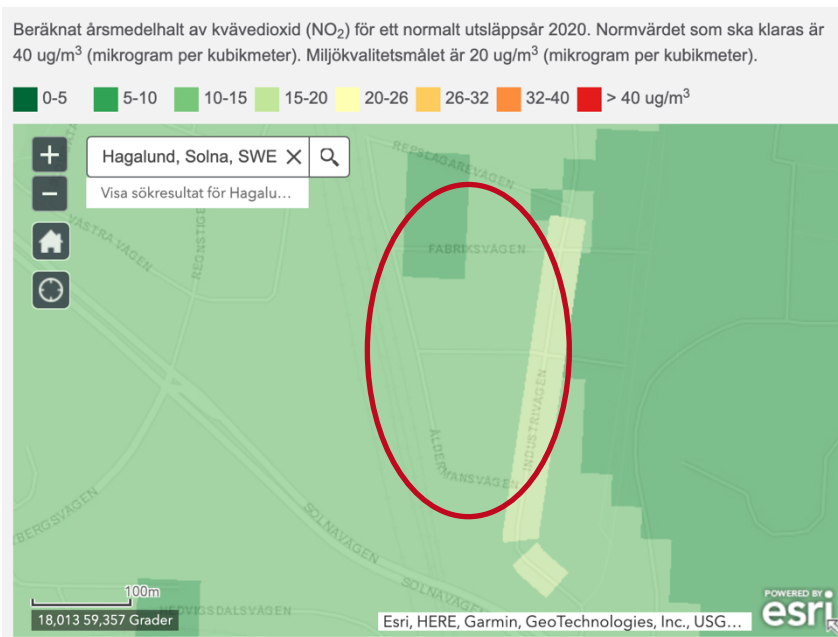 Beräknat årsmedelhalt av kvävedioxid (NO₂) för ett normalt utsläppsår 2020. Normvärdet som ska klaras är
40 ug/m³ (mikrogram per kubikmeter). Miljökvalitetsmålet är 20 ug/m³ (mikrogram per kubikmeter).
0-5 5-10 10-15 15-20 20-26 26-32 32-40 > 40 ug/m³
+
Hagalund, Solna, SWE
−
Visa sökresultat för Hagalu...
REPSLAGAREVÄGEN
VÄSTRA VÄGEN
REGNSTIGE
FABRIKSVÄGEN
INDUSTRIVÄGEN
ÅLDERMANSVÄGEN
SOLNAVÄGEN
YBERGSVÄGEN
SOLNAVÄGEN
HEDVIGSDALSVÄGEN
100m
18,013 59,357 Grader
Esri, HERE, Garmin, GeoTechnologies, Inc., USG...
POWERED BY
esri